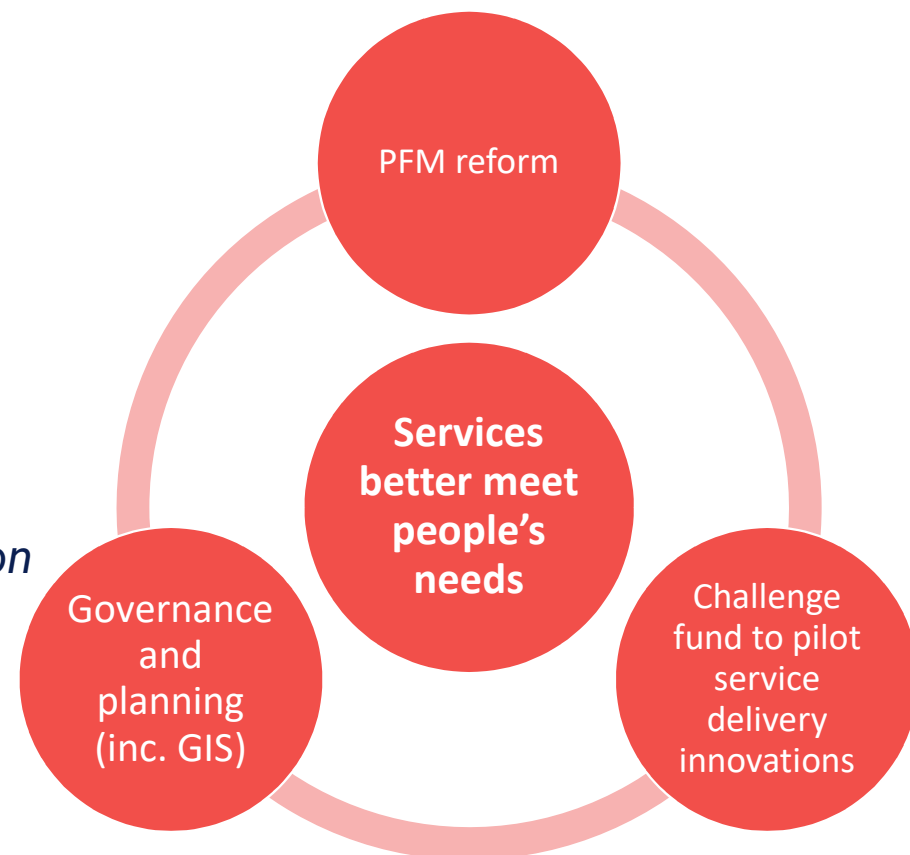 PFM reform
Services
better meet
people's
needs
on
Governance
and
planning
(inc. GIS)
Challenge
fund to pilot
service
delivery
innovations